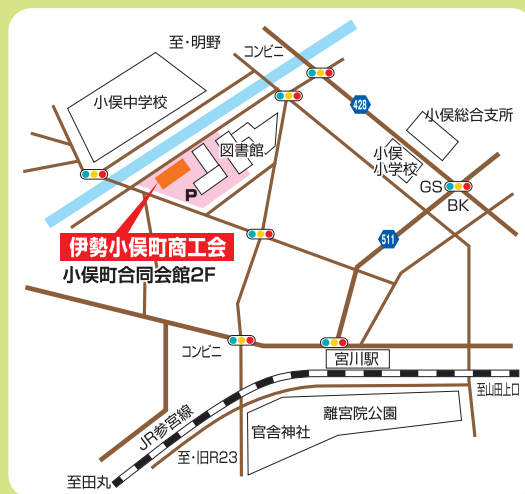 至・明野
コンビニ
小俣中学校
428
小俣総合支所
図書館
小俣
小学校
GS
BK
P
伊勢小俣町商工会
小俣町合同会館2F
511
コンビニ
宮川駅
至山田上口
JR参宮線
離宮院公園
官舎神社
至・旧R23
至田丸